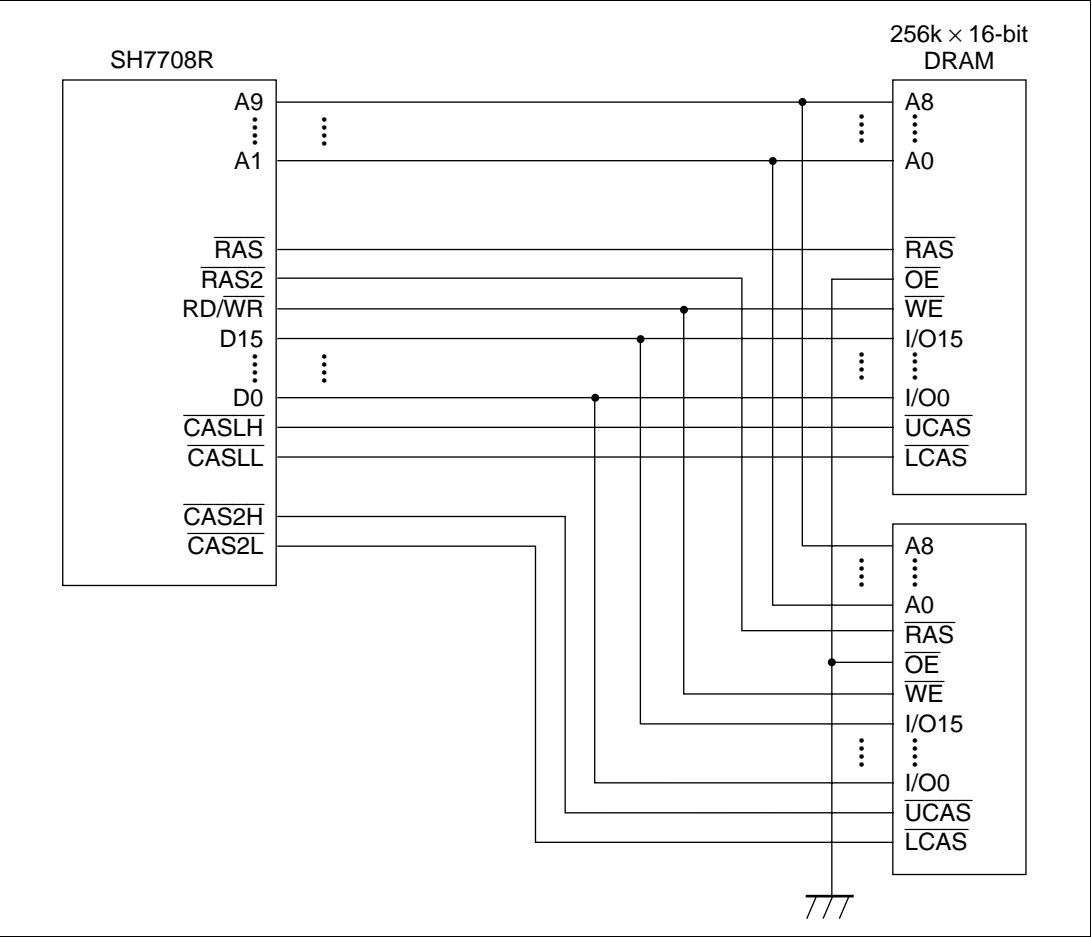 SH7708R
A9
A1
RAS
RAS2
RD/WR
D15
D0
CASLH
CASLL
CAS2H
CAS2L
256k × 16-bit
DRAM
A8
A0
RAS
OE
WE
I/O15
I/O0
UCAS
LCAS
A8
A0
RAS
OE
WE
I/O15
I/O0
UCAS
LCAS